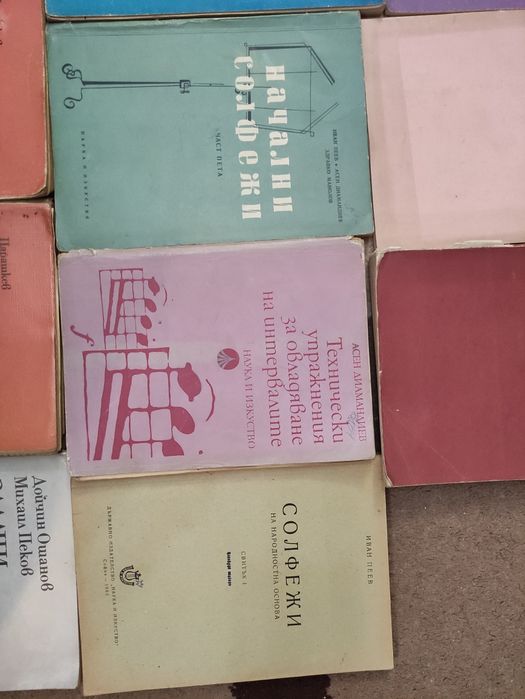 ИВАН ПЕЕВ • АСЕН ДИАМАНДИЕВ
ЗДРАВКО МАНОЛОВ
НАЧАЛНИ
СОЛФЕЖИ
ЧАСТ ПЕТА
НАУКА И ИЗКУСТВО
АСЕН ДИАМАНДИЕВ
Технически
упражнения
за овладяване
на интервалите
НАУКА И ИЗКУСТВО
ИВАН ПЕЕВ
СОЛФЕЖИ
НА НАРОДНОСТНА ОСНОВА
СВИТЪК I
ДЪРЖАВНО ИЗДАТЕЛСТВО „НАУКА И ИЗКУСТВО“
Парашкев
Дойчин Ошанов
Михаил Пеков